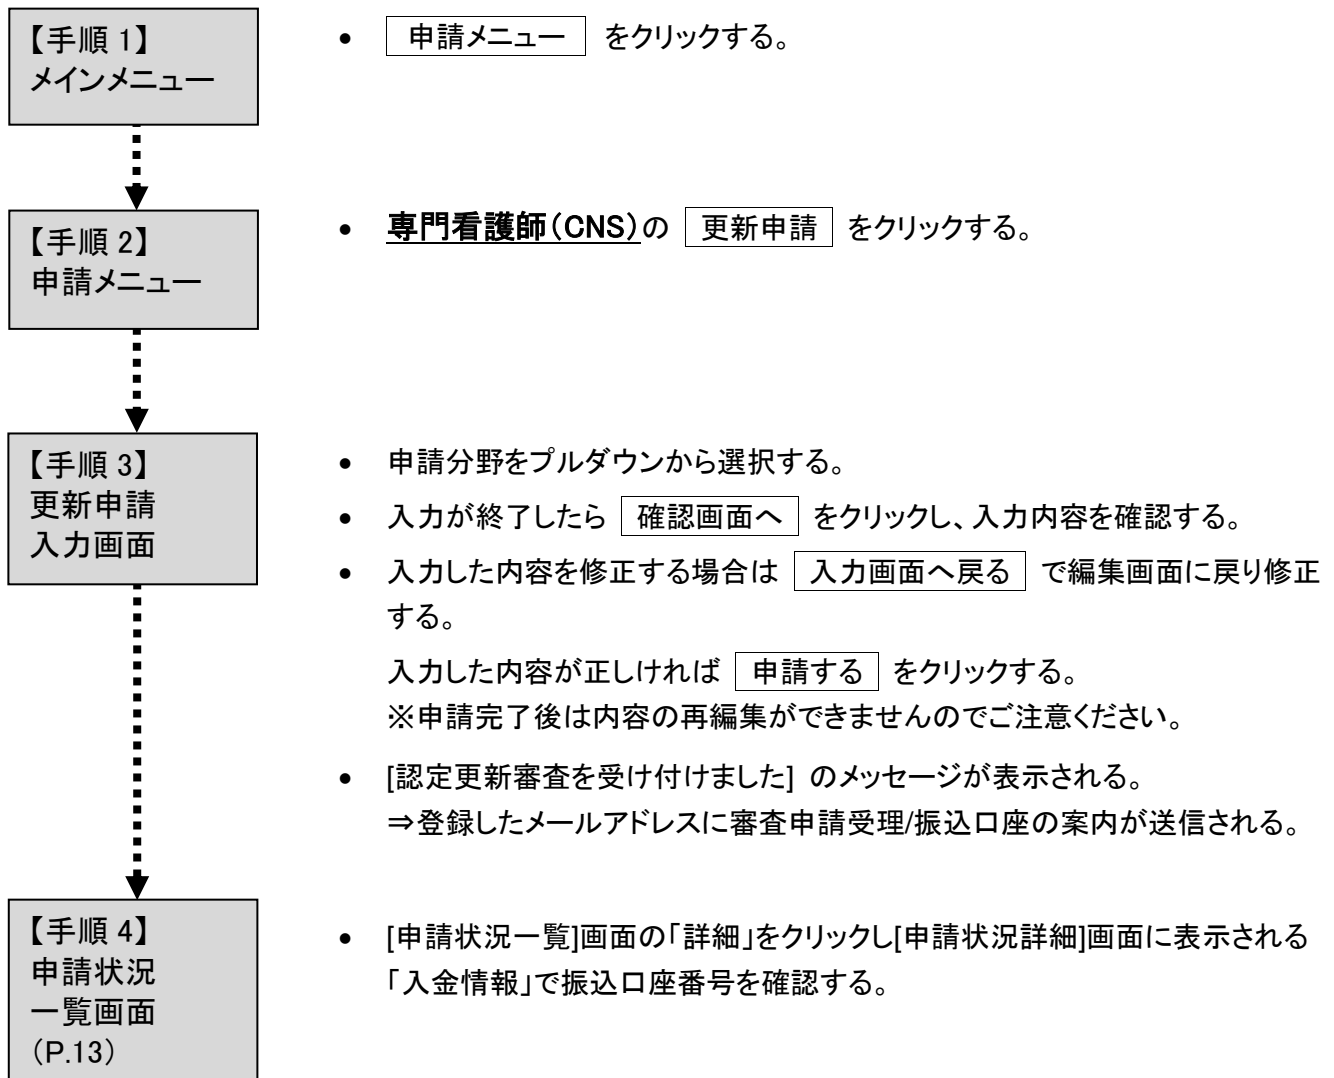 【手順 1】
メインメニュー
• 申請メニュー をクリックする。
【手順 2】
申請メニュー
• 専門看護師(CNS)の 更新申請 をクリックする。
【手順 3】
更新申請
入力画面
• 申請分野をプルダウンから選択する。
• 入力が終了したら 確認画面へ をクリックし、入力内容を確認する。
• 入力した内容を修正する場合は 入力画面へ戻る で編集画面に戻り修正
する。
入力した内容が正しければ 申請する をクリックする。
※申請完了後は内容の再編集ができませんのでご注意ください。
• [認定更新審査を受け付けました] のメッセージが表示される。
⇒登録したメールアドレスに審査申請受理/振込口座の案内が送信される。
【手順 4】
申請状況
一覧画面
(P.13)
• [申請状況一覧]画面の「詳細」をクリックし[申請状況詳細]画面に表示される
「入金情報」で振込口座番号を確認する。